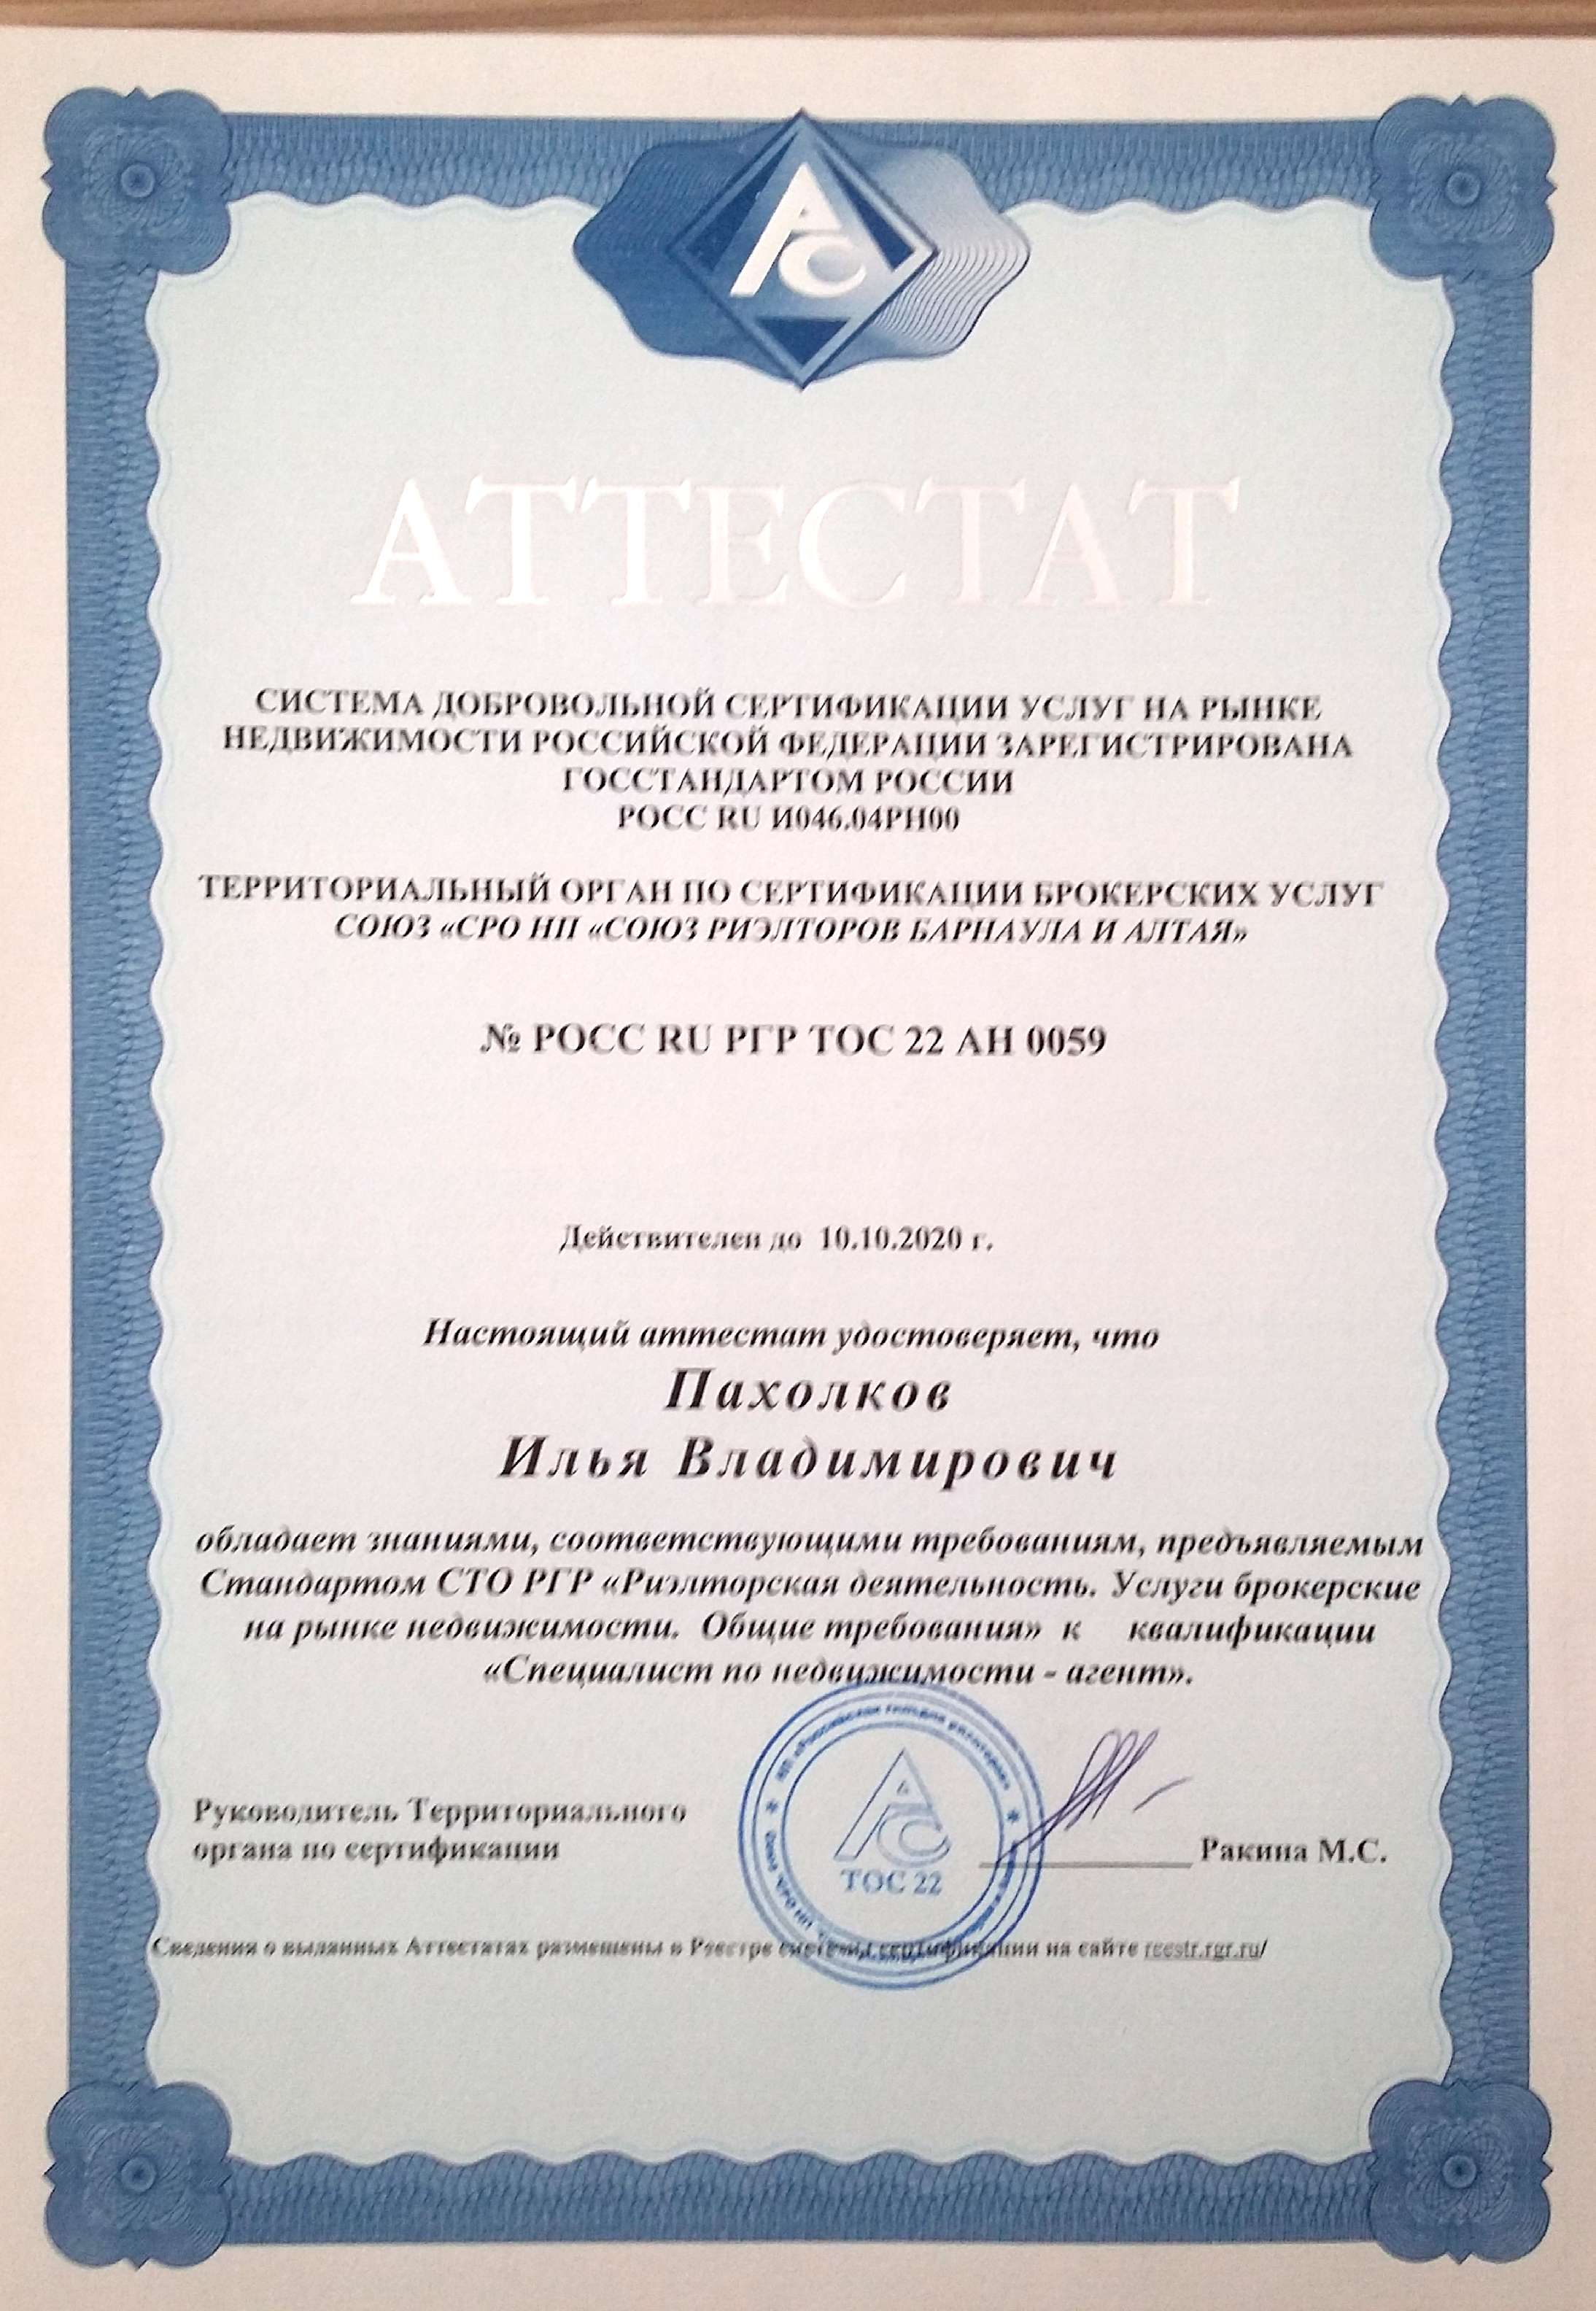 АС
АТТЕСТАТ
СИСТЕМА ДОБРОВОЛЬНОЙ СЕРТИФИКАЦИИ УСЛУГ НА РЫНКЕ
НЕДВИЖИМОСТИ РОССИЙСКОЙ ФЕДЕРАЦИИ ЗАРЕГИСТРИРОВАНА
ГОССТАНДАРТОМ РОССИИ
РОСС RU И046.04РН00
ТЕРРИТОРИАЛЬНЫЙ ОРГАН ПО СЕРТИФИКАЦИИ БРОКЕРСКИХ УСЛУГ
СОЮЗ «СРО НП «СОЮЗ РИЭЛТОРОВ БАРНАУЛА И АЛТАЯ»
№ РОСС RU РГР ТОС 22 АН 0059
Действителен до 10.10.2020 г.
Настоящий аттестат удостоверяет, что
Пахолков
Илья Владимирович
обладает знаниями, соответствующими требованиям, предъявляемым
Стандартом СТО РГР «Риэлторская деятельность. Услуги брокерские
на рынке недвижимости. Общие требования» к квалификации
«Специалист по недвижимости - агент».
Руководитель Территориального
органа по сертификации
АС
ТОС 22
Ракина М.С.
Сведения о выданных Аттестатах размещены в Реестре системы сертификации на сайте reestr.rgr.ru/